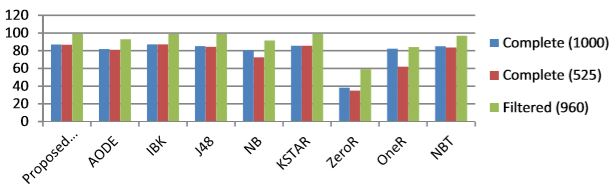 120
100
80
60
40
20
0
Proposed...
AODE
IBK
J48
NB
KSTAR
ZeroR
OneR
NBT
Complete (1000)
Complete (525)
Filtered (960)